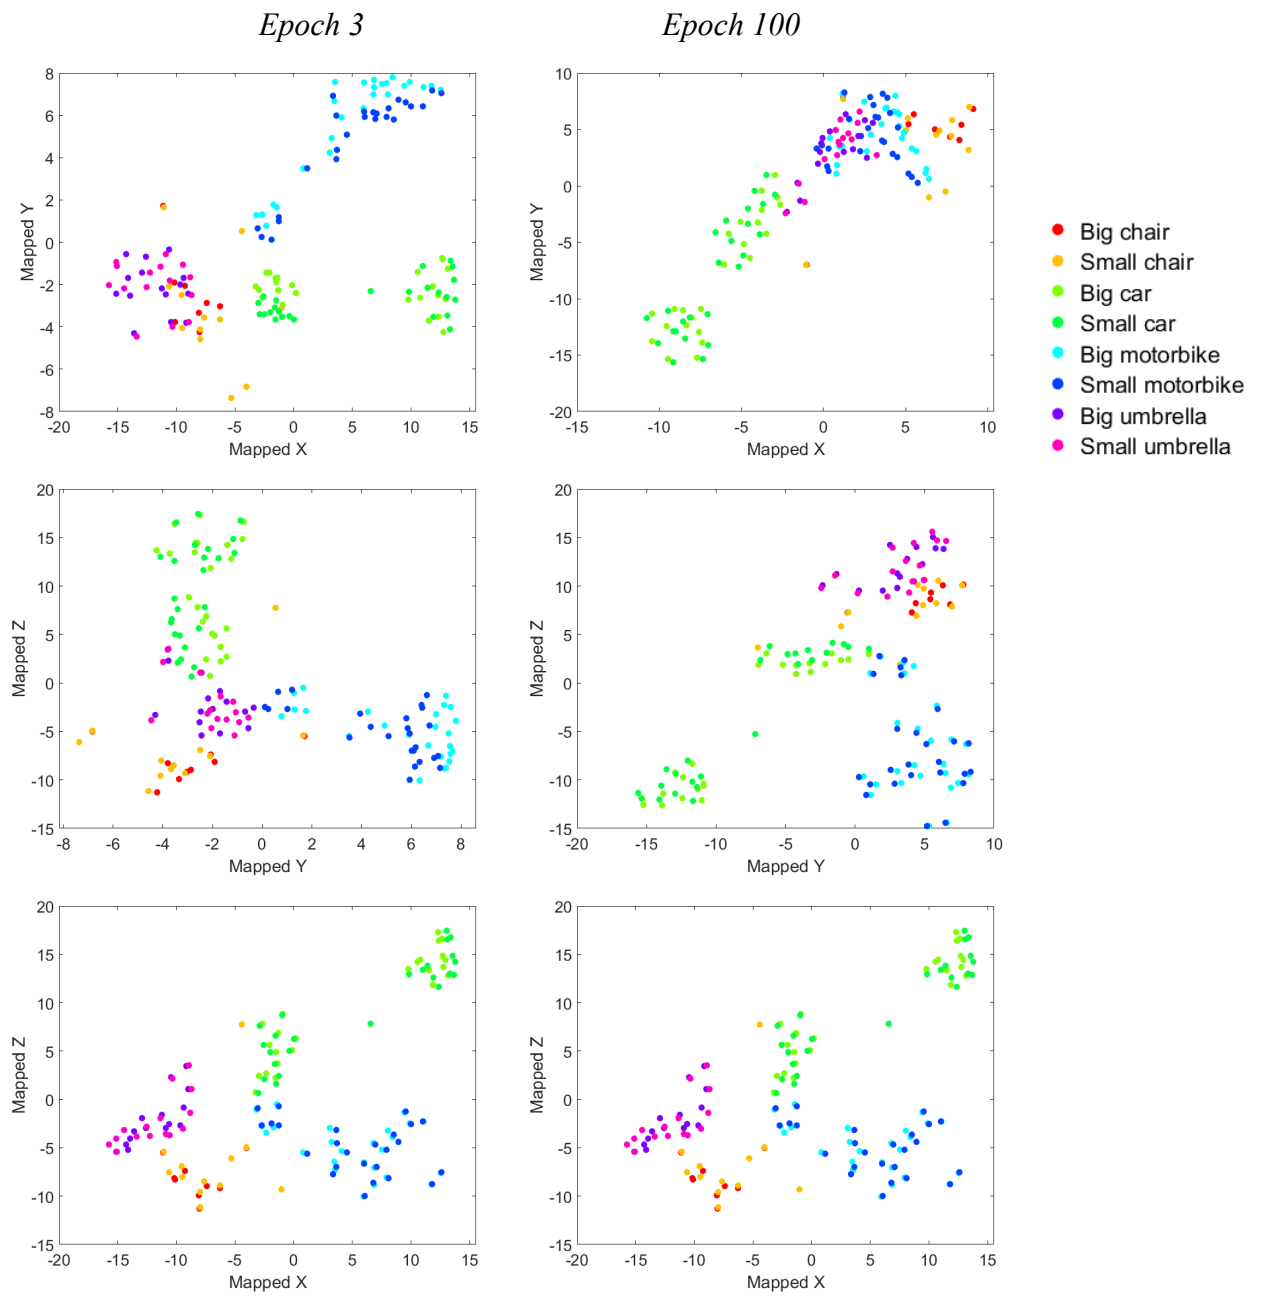 Epoch 3
Epoch 100
8
6
4
2
0
-2
-4
-6
-8
Mapped Y
-20 -15 -10 -5 0 5 10 15
Mapped X
10
5
0
-5
-10
-15
-20
Mapped Y
-15 -10 -5 0 5 10
Mapped X
Big chair
Small chair
Big car
Small car
Big motorbike
Small motorbike
Big umbrella
Small umbrella
20
15
10
5
0
-5
-10
-15
Mapped Z
-8 -6 -4 -2 0 2 4 6 8
Mapped Y
20
15
10
5
0
-5
-10
-15
Mapped Z
-20 -15 -10 -5 0 5 10
Mapped Y
20
15
10
5
0
-5
-10
-15
Mapped Z
-20 -15 -10 -5 0 5 10 15
Mapped X
20
15
10
5
0
-5
-10
-15
Mapped Z
-20 -15 -10 -5 0 5 10 15
Mapped X